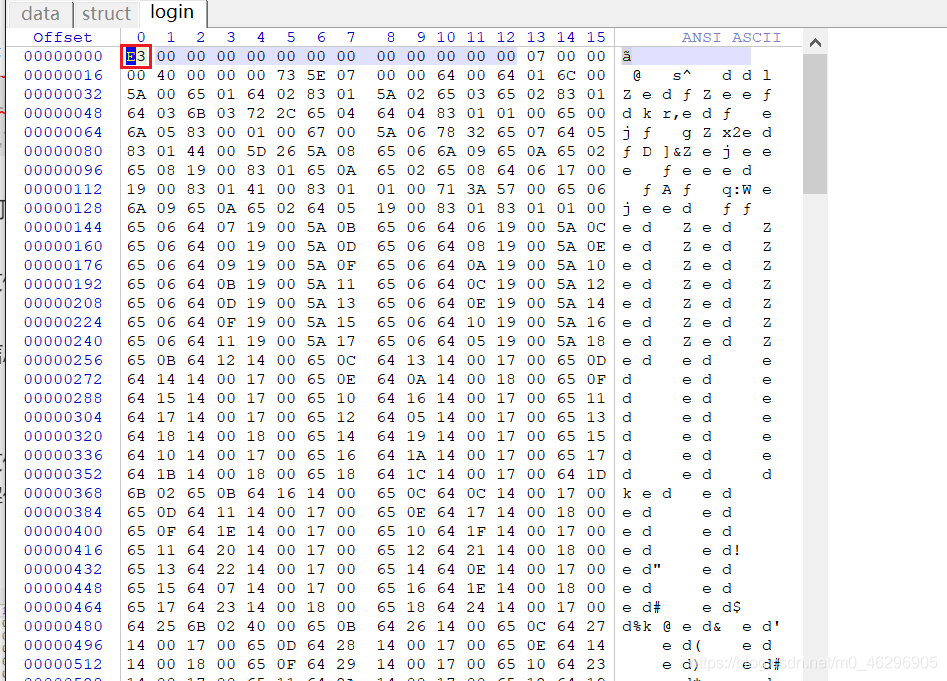 data struct login
Offset 0 1 2 3 4 5 6 7 8 9 10 11 12 13 14 15 ANSI ASCII
00000000 E3 00 00 00 00 00 00 00 00 00 00 00 00 07 00 00 ã
00000016 00 40 00 00 00 73 5E 07 00 00 64 00 64 01 6C 00 @ s^ d d l
00000032 5A 00 65 01 64 02 83 01 5A 02 65 03 65 02 83 01 Z e d ƒ Z e e ƒ
00000048 64 03 6B 03 72 2C 65 04 64 04 83 01 01 00 65 00 d k r,e d ƒ e
00000064 6A 05 83 00 01 00 67 00 5A 06 78 32 65 07 64 05 j ƒ g Z x2e d
00000080 83 01 44 00 5D 26 5A 08 65 06 6A 09 65 0A 65 02 ƒ D ]&Z e j e e
00000096 65 08 19 00 83 01 65 0A 65 02 65 08 64 06 17 00 e ƒ e e e d
00000112 19 00 83 01 41 00 83 01 01 00 71 3A 57 00 65 06 ƒ A ƒ q:W e
00000128 6A 09 65 0A 65 02 64 05 19 00 83 01 83 01 01 00 j e e d ƒ ƒ
00000144 65 06 64 07 19 00 5A 0B 65 06 64 06 19 00 5A 0C e d Z e d Z
00000160 65 06 64 00 19 00 5A 0D 65 06 64 08 19 00 5A 0E e d Z e d Z
00000176 65 06 64 09 19 00 5A 0F 65 06 64 0A 19 00 5A 10 e d Z e d Z
00000192 65 06 64 0B 19 00 5A 11 65 06 64 0C 19 00 5A 12 e d Z e d Z
00000208 65 06 64 0D 19 00 5A 13 65 06 64 0E 19 00 5A 14 e d Z e d Z
00000224 65 06 64 0F 19 00 5A 15 65 06 64 10 19 00 5A 16 e d Z e d Z
00000240 65 06 64 11 19 00 5A 17 65 06 64 05 19 00 5A 18 e d Z e d Z
00000256 65 0B 64 12 14 00 65 0C 64 13 14 00 17 00 65 0D e d e d e
00000272 64 14 14 00 17 00 65 0E 64 0A 14 00 18 00 65 0F d e d e
00000288 64 15 14 00 17 00 65 10 64 16 14 00 17 00 65 11 d e d e
00000304 64 17 14 00 17 00 65 12 64 05 14 00 17 00 65 13 d e d e
00000320 64 18 14 00 18 00 65 14 64 19 14 00 17 00 65 15 d e d e
00000336 64 10 14 00 17 00 65 16 64 1A 14 00 17 00 65 17 d e d e
00000352 64 1B 14 00 18 00 65 18 64 1C 14 00 17 00 64 1D d e d d
00000368 6B 02 65 0B 64 16 14 00 65 0C 64 0C 14 00 17 00 k e d e d
00000384 65 0D 64 11 14 00 17 00 65 0E 64 17 14 00 18 00 e d e d
00000400 65 0F 64 1E 14 00 17 00 65 10 64 1F 14 00 17 00 e d e d
00000416 65 11 64 20 14 00 17 00 65 12 64 21 14 00 18 00 e d e d!
00000432 65 13 64 22 14 00 17 00 65 14 64 0E 14 00 17 00 e d" e d
00000448 65 15 64 07 14 00 17 00 65 16 64 1E 14 00 18 00 e d e d
00000464 65 17 64 23 14 00 18 00 65 18 64 24 14 00 17 00 e d# e d$
00000480 64 25 6B 02 40 00 65 0B 64 26 14 00 65 0C 64 27 d%k @ e d& e d'
00000496 14 00 17 00 65 0D 64 28 14 00 17 00 65 0E 64 14 e d( e d
00000512 14 00 18 00 65 0F 64 29 14 00 17 00 65 10 64 23 e d) e d#